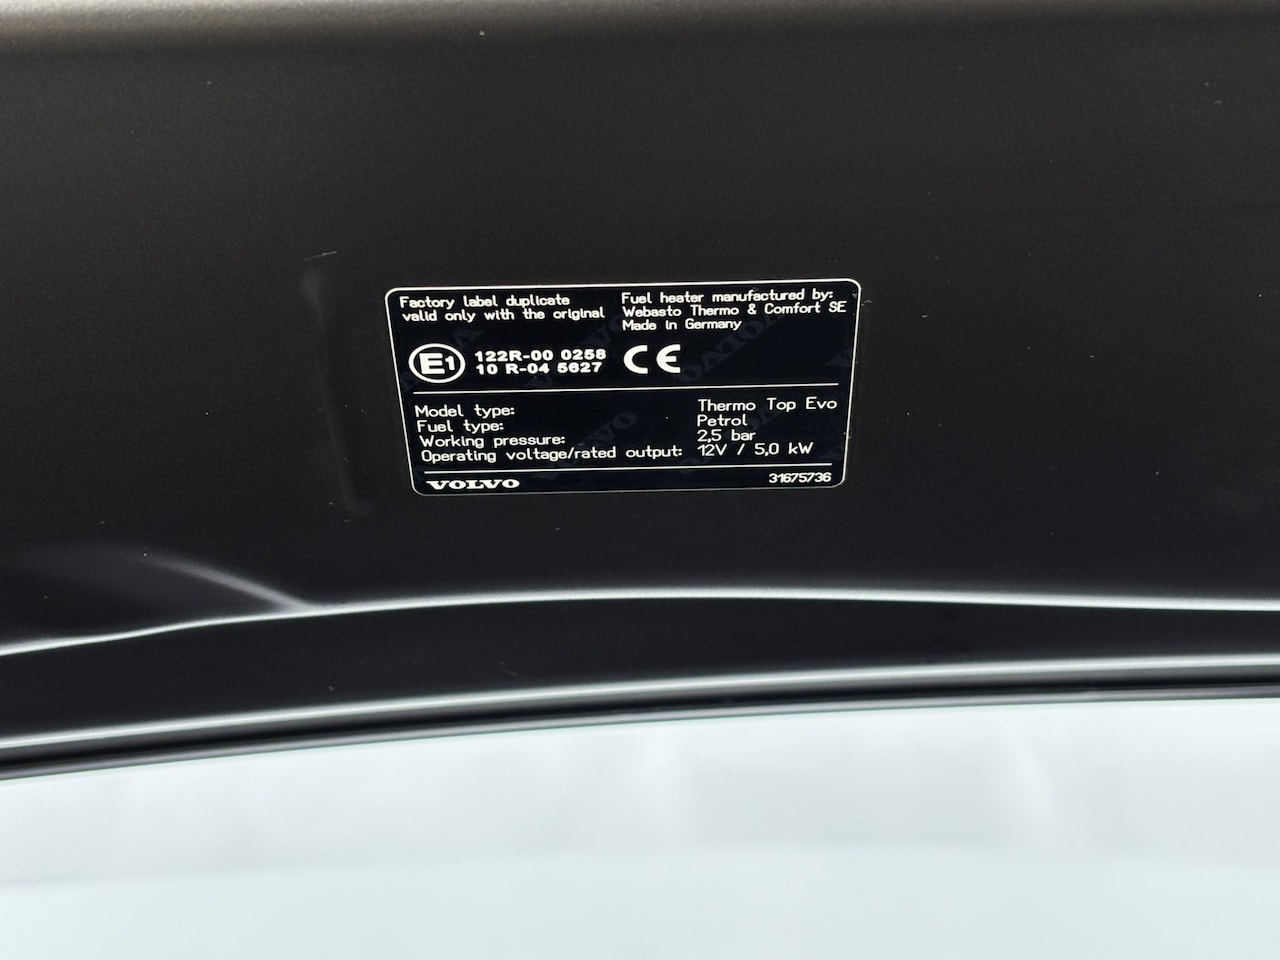 Factory label duplicate
valid only with the original
Fuel heater manufactured by:
Webasto Thermo & Comfort SE
Made in Germany
E1
122R-00 0258
10 R-04 5627
CE
Model type: Thermo Top Evo
Fuel type: Petrol
Working pressure: 2,5 bar
Operating voltage/rated output: 12V / 5,0 kW
VOLVO
31675736